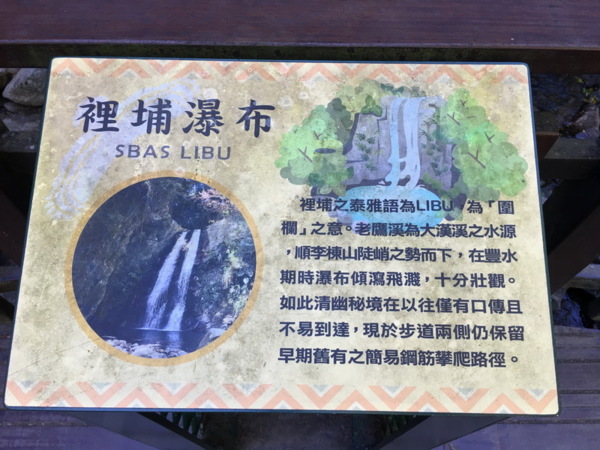 裡埔瀑布
SBAS LIBU
裡埔之泰雅語為LIBU，為「圍
欄」之意。老鷹溪為大漢溪之水源
，順李棟山陡峭之勢而下，在豐水
期時瀑布傾瀉飛濺，十分壯觀。
如此清幽秘境在以往僅有口傳且
不易到達，現於步道兩側仍保留
早期舊有之簡易鋼筋攀爬路徑。